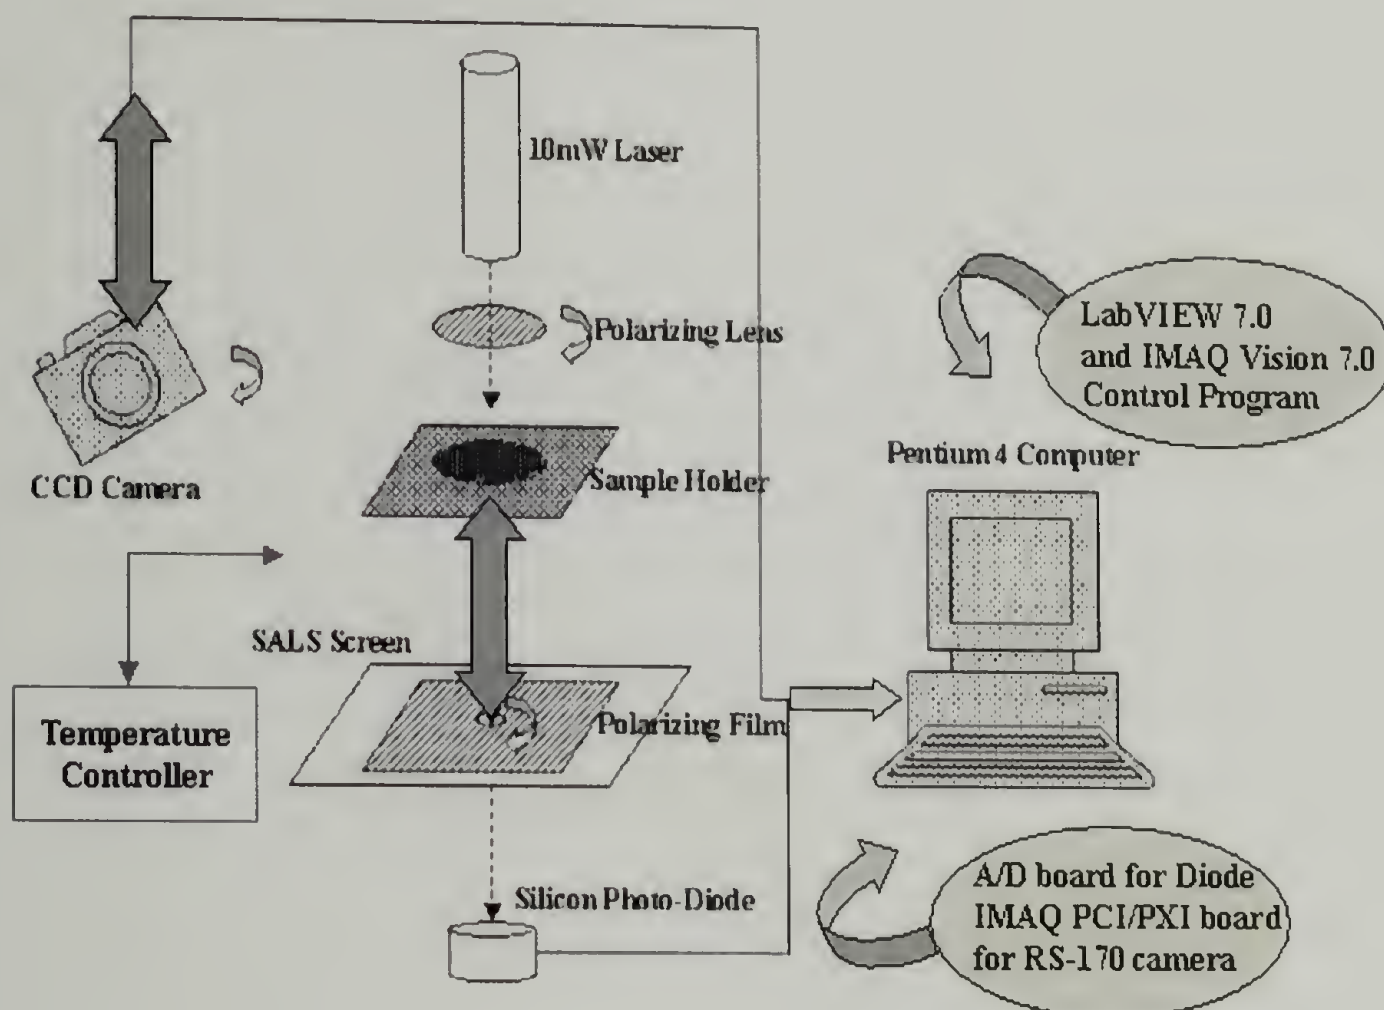 10mW Laser
Polarizing Lens
LabVIEW 7.0
and IMAQ Vision 7.0
Control Program
Pentium 4 Computer
CCD Camera
Sample Holder
SALS Screen
Temperature
Controller
Polarizing Film
Silicon Photo-Diode
A/D board for Diode
IMAQ PCI/PXI board
for RS-170 camera